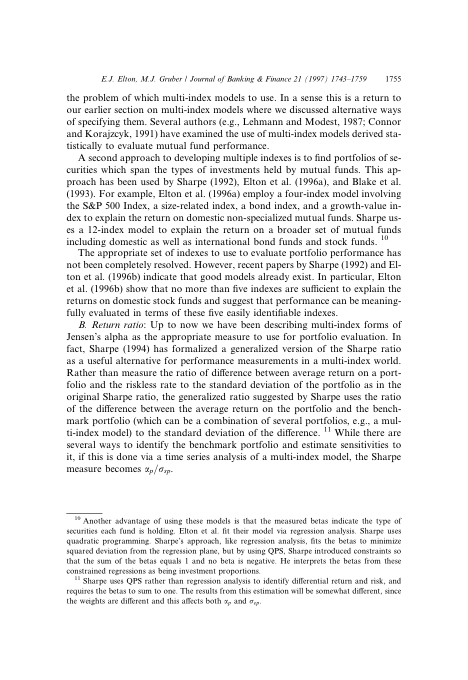 E.J. Elton, M.J. Gruber / Journal of Banking & Finance 21 (1997) 1743–1759 1755
the problem of which multi-index models to use. In a sense this is a return to
our earlier section on multi-index models where we discussed alternative ways
of specifying them. Several authors (e.g., Lehmann and Modest, 1987; Connor
and Korajzcyk, 1991) have examined the use of multi-index models derived sta-
tistically to evaluate mutual fund performance.
A second approach to developing multiple indexes is to find portfolios of se-
curities which span the types of investments held by mutual funds. This ap-
proach has been used by Sharpe (1992), Elton et al. (1996a), and Blake et al.
(1993). For example, Elton et al. (1996a) employ a four-index model involving
the S&P 500 Index, a size-related index, a bond index, and a growth-value in-
dex to explain the return on domestic non-specialized mutual funds. Sharpe us-
es a 12-index model to explain the return on a broader set of mutual funds
including domestic as well as international bond funds and stock funds. 10
The appropriate set of indexes to use to evaluate portfolio performance has
not been completely resolved. However, recent papers by Sharpe (1992) and El-
ton et al. (1996b) indicate that good models already exist. In particular, Elton
et al. (1996b) show that no more than five indexes are sufficient to explain the
returns on domestic stock funds and suggest that performance can be meaning-
fully evaluated in terms of these five easily identifiable indexes.
B. Return ratio: Up to now we have been describing multi-index forms of
Jensen's alpha as the appropriate measure to use for portfolio evaluation. In
fact, Sharpe (1994) has formalized a generalized version of the Sharpe ratio
as a useful alternative for performance measurements in a multi-index world.
Rather than measure the ratio of difference between average return on a port-
folio and the riskless rate to the standard deviation of the portfolio as in the
original Sharpe ratio, the generalized ratio suggested by Sharpe uses the ratio
of the difference between the average return on the portfolio and the bench-
mark portfolio (which can be a combination of several portfolios, e.g., a mul-
ti-index model) to the standard deviation of the difference. 11 While there are
several ways to identify the benchmark portfolio and estimate sensitivities to
it, if this is done via a time series analysis of a multi-index model, the Sharpe
measure becomes αp/σεp.
10 Another advantage of using these models is that the measured betas indicate the type of
securities each fund is holding. Elton et al. fit their model via regression analysis. Sharpe uses
quadratic programming. Sharpe's approach, like regression analysis, fits the betas to minimize
squared deviation from the regression plane, but by using QPS, Sharpe introduced constraints so
that the sum of the betas equals 1 and no beta is negative. He interprets the betas from these
constrained regressions as being investment proportions.
11 Sharpe uses QPS rather than regression analysis to identify differential return and risk, and
requires the betas to sum to one. The results from this estimation will be somewhat different, since
the weights are different and this affects both αp and σεp.